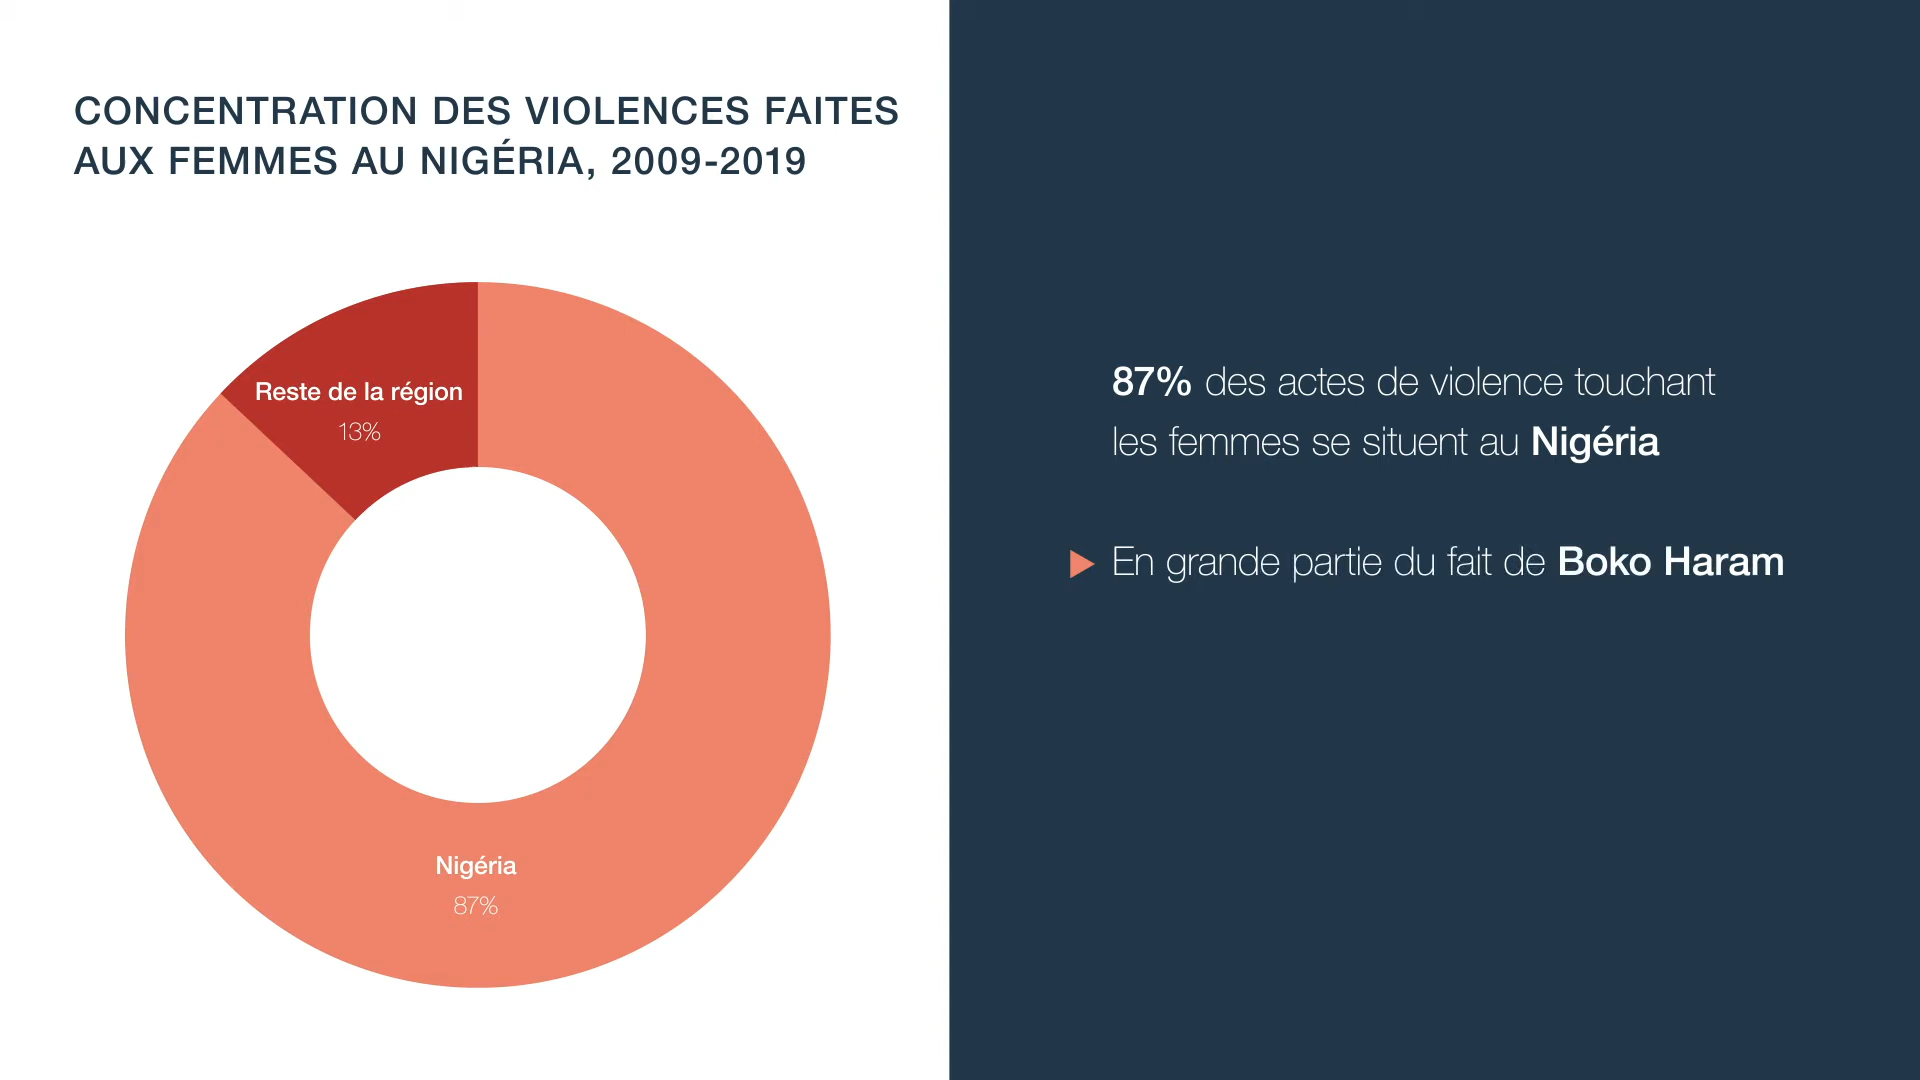 CONCENTRATION DES VIOLENCES FAITES
AUX FEMMES AU NIGÉRIA, 2009-2019
Reste de la région
13%
Nigéria
87%
87% des actes de violence touchant
les femmes se situent au Nigéria
En grande partie du fait de Boko Haram